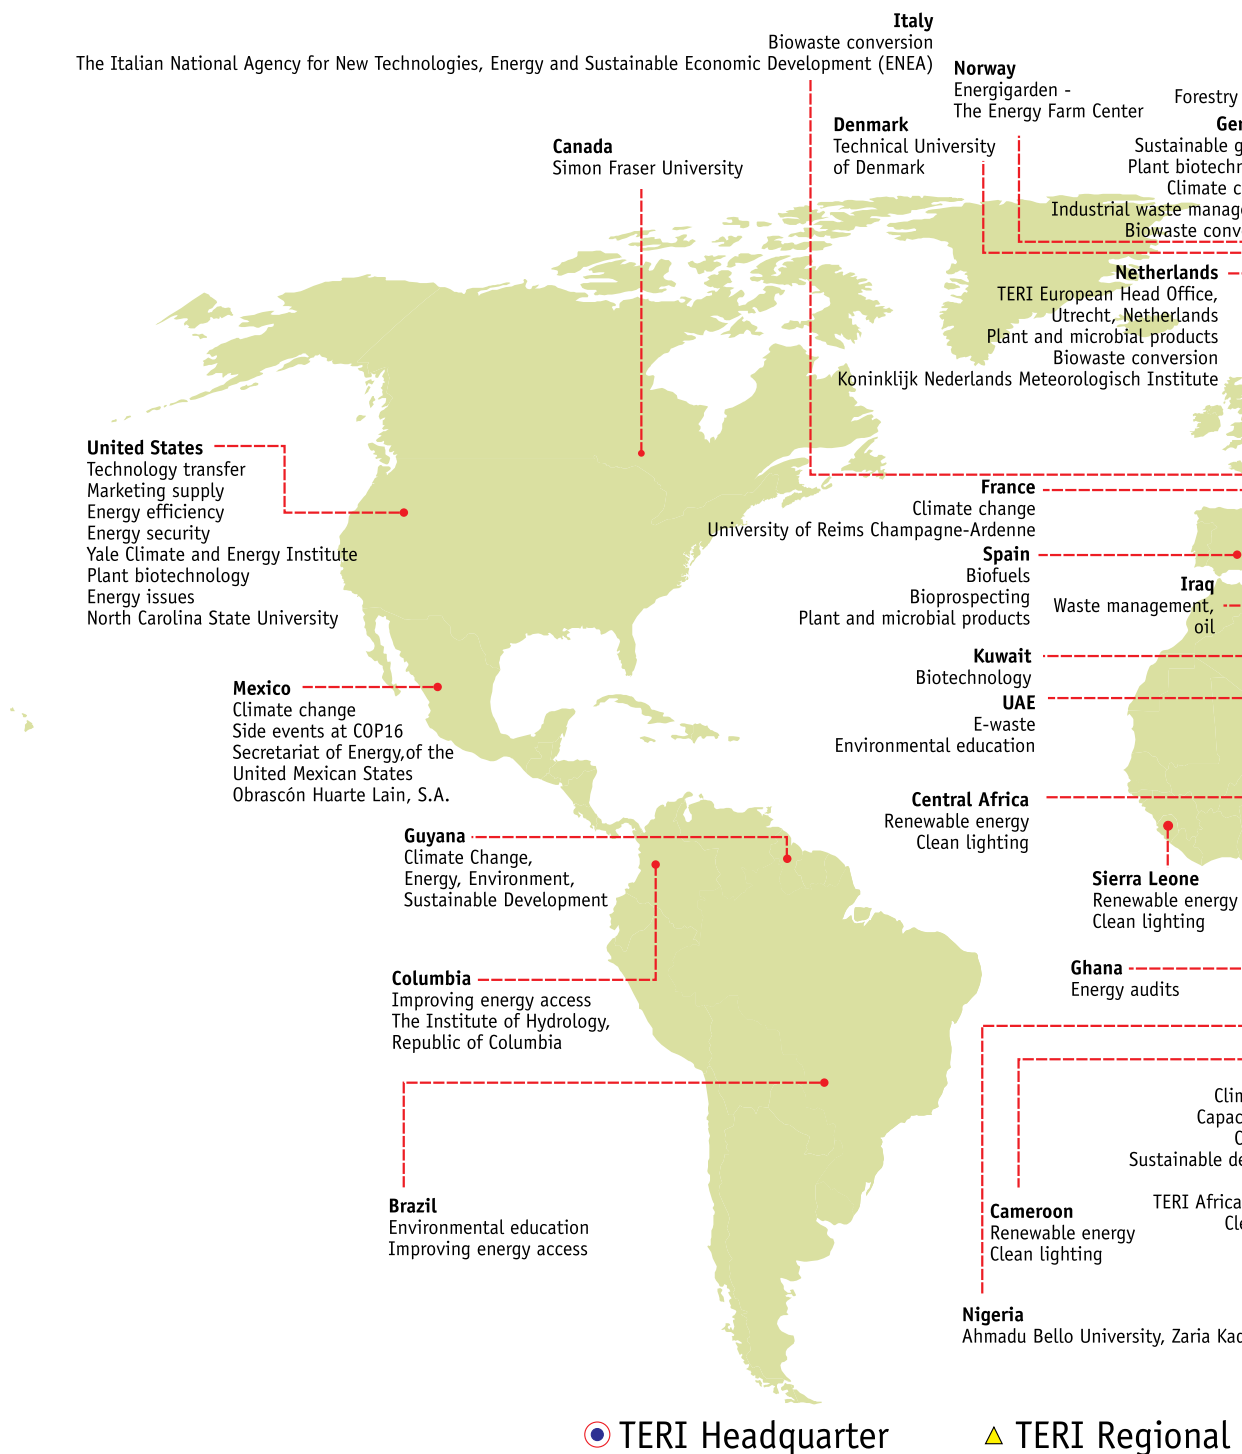 Italy
Biowaste conversion
The Italian National Agency for New Technologies, Energy and Sustainable Economic Development (ENEA)
Norway
Energigarden -
The Energy Farm Center
Forestry
Denmark
Technical University
of Denmark
Canada
Simon Fraser University
Sustainable
Plant
Climate
Industrial waste
Biowaste
Netherlands
TERI European Head Office,
Utrecht, Netherlands
Plant and microbial products
Biowaste conversion
Koninklijk Nederlands Meteorologisch Institute
United States
Technology transfer
Marketing supply
Energy efficiency
Energy security
Yale Climate and Energy Institute
Plant biotechnology
Energy issues
North Carolina State University
France
Climate change
University of Reims Champagne-Ardenne
Spain
Biofuels
Bioprospecting
Plant and microbial products
Iraq
Waste management,
oil
Kuwait
Biotechnology
UAE
E-waste
Environmental education
Mexico
Climate change
Side events at COP16
Secretariat of Energy,of the
United Mexican States
Obrascón Huarte Lain, S.A.
Central Africa
Renewable energy
Clean lighting
Guyana
Climate Change,
Energy, Environment,
Sustainable Development
Sierra Leone
Renewable energy
Clean lighting
Columbia
Improving energy access
The Institute of Hydrology,
Republic of Columbia
Ghana
Energy audits
Sustainable
TERI Africa
Brazil
Environmental education
Improving energy access
Cameroon
Renewable energy
Clean lighting
Nigeria
Ahmadu Bello University, Zaria
TERI Headquarter
TERI Regional